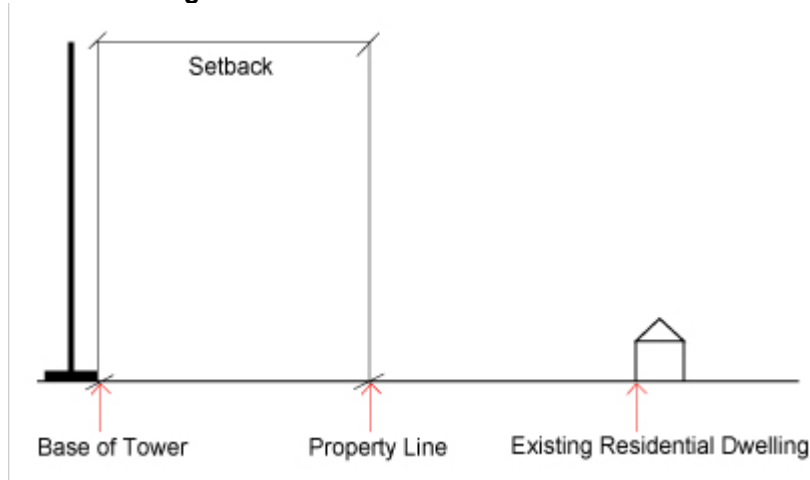 Setback
Base of Tower
Property Line
Existing Residential Dwelling